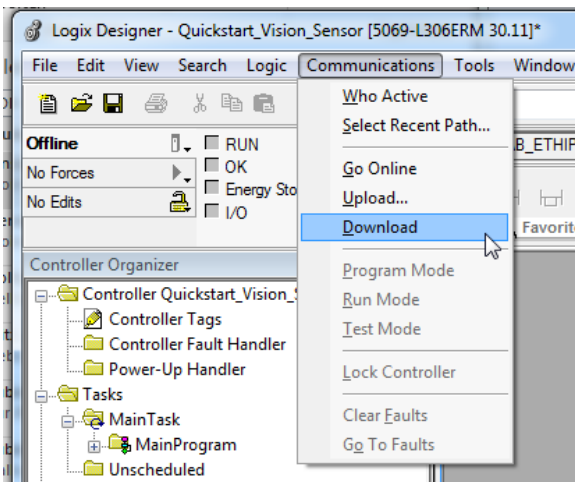 Logix Designer - Quickstart_Vision_Sensor [5069-L306ERM 30.11]*
File Edit View Search Logic Communications Tools Window
Who Active
Select Recent Path...
Go Online
Upload...
Download
Program Mode
Run Mode
Test Mode
Lock Controller
Clear Faults
Go To Faults
Offline
RUN
No Forces
OK
Energy Sto
No Edits
I/O
AB_ETHIP
Favorit
Controller Organizer
Controller Quickstart_Vision_S
Controller Tags
Controller Fault Handler
Power-Up Handler
Tasks
MainTask
MainProgram
Unscheduled